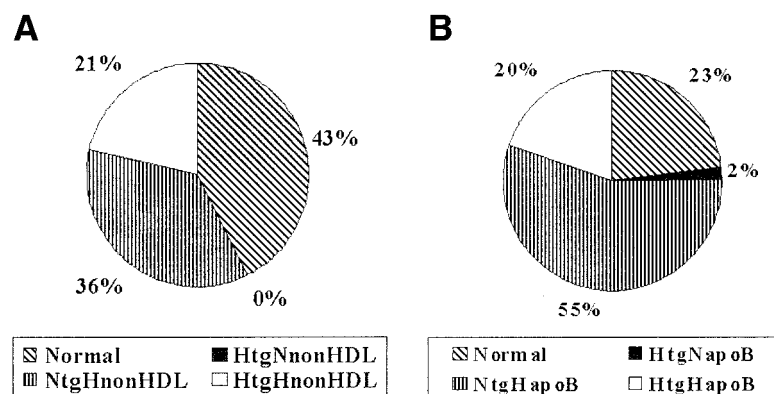 A
21%
43%
36%
0%
Normal
HtgNnonHDL
NtgHnonHDL
HtgHnonHDL
B
20%
23%
2%
55%
Normal
HtgNapoB
NtgHapoB
HtgHapoB